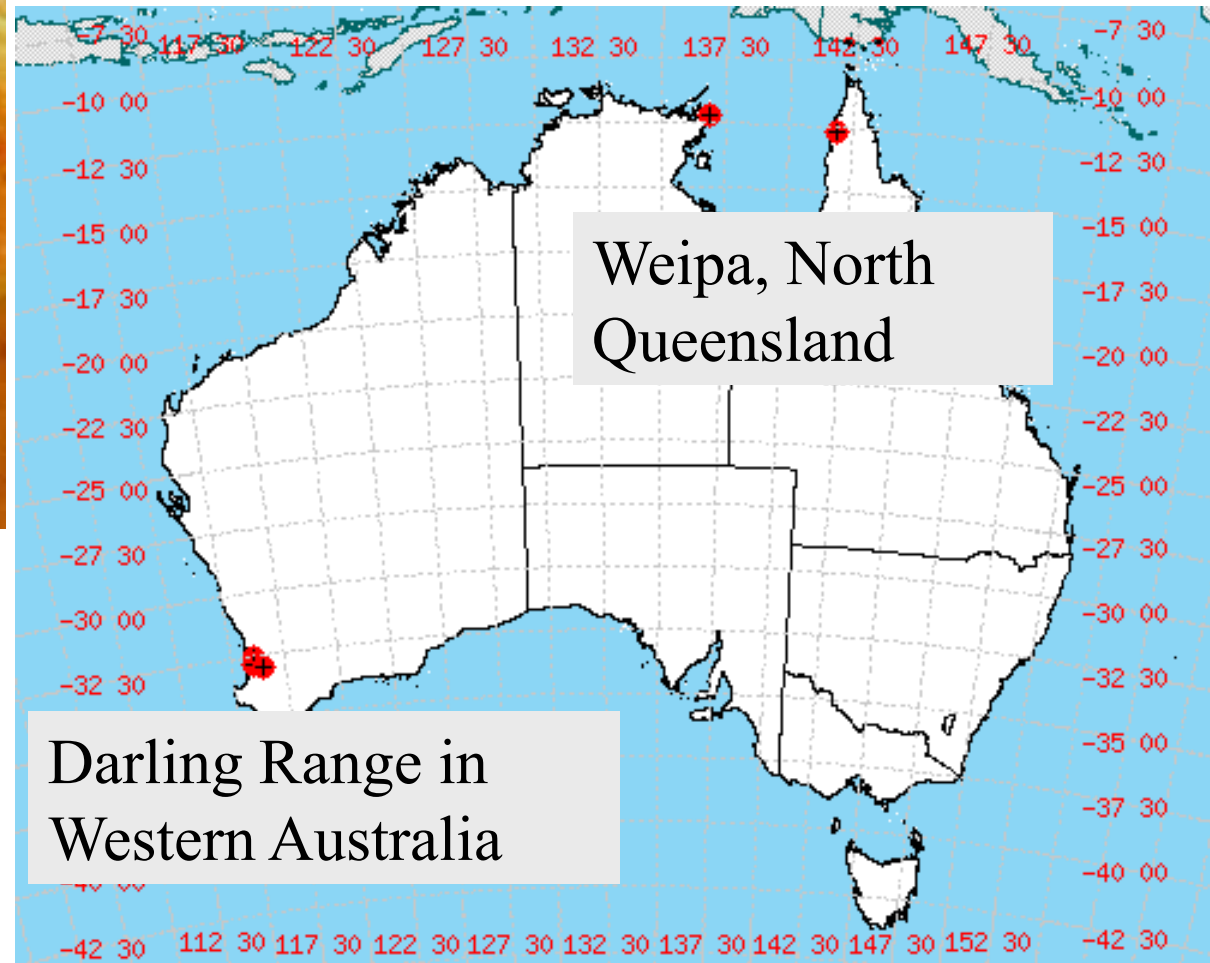 -7 30 117 30 122 30 127 30 132 30 137 30 142 30 147 30 -7 30
-10 00 -10 00
-12 30 -12 30
-15 00 -15 00
Weipa, North
Queensland
-17 30 -17 30
-20 00 -20 00
-22 30 -22 30
-25 00 -25 00
-27 30 -27 30
-30 00 -30 00
-32 30 -32 30
Darling Range in
Western Australia
-35 00
-37 30
-40 00
-42 30 112 30 117 30 122 30 127 30 132 30 137 30 142 30 147 30 152 30 -42 30